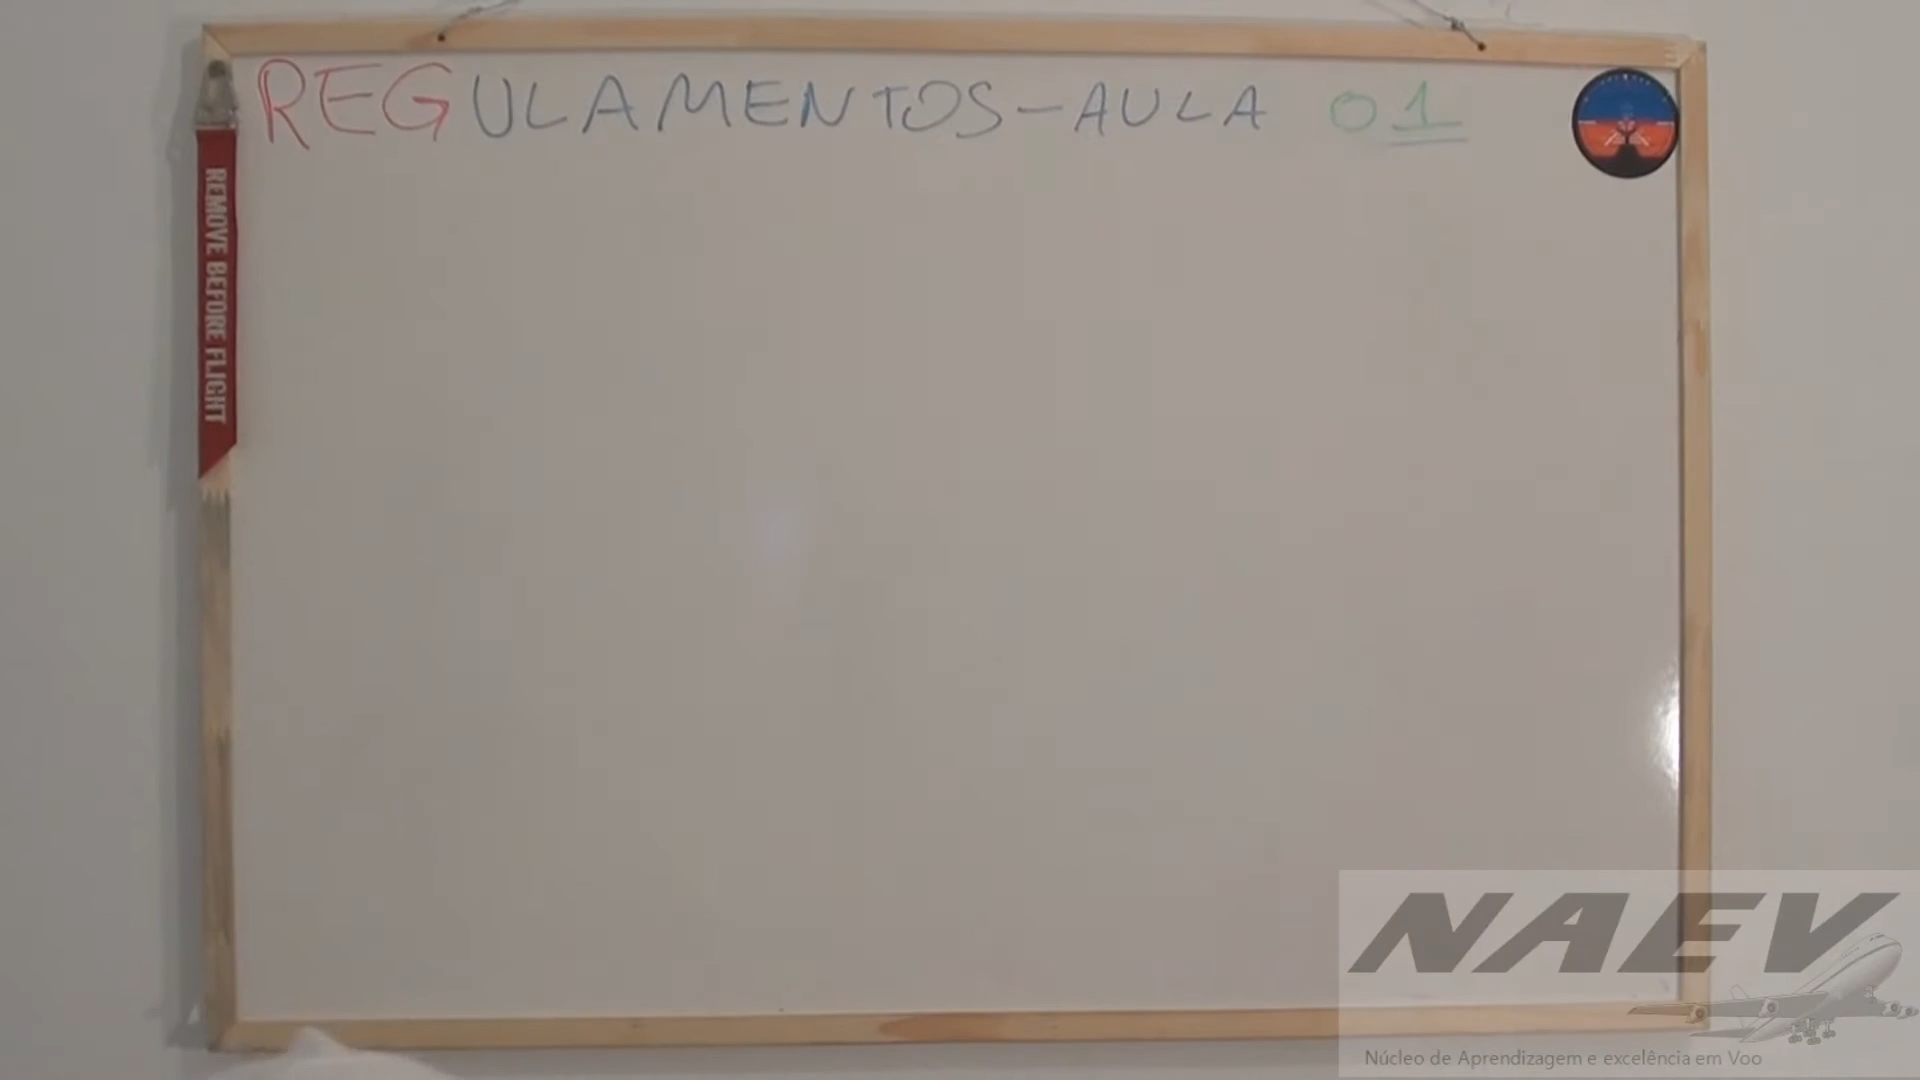 REGULAMENTOS-AULA 01
REMOVE BEFORE FLIGHT
NAEV
Núcleo de Aprendizagem e excelência em Voo